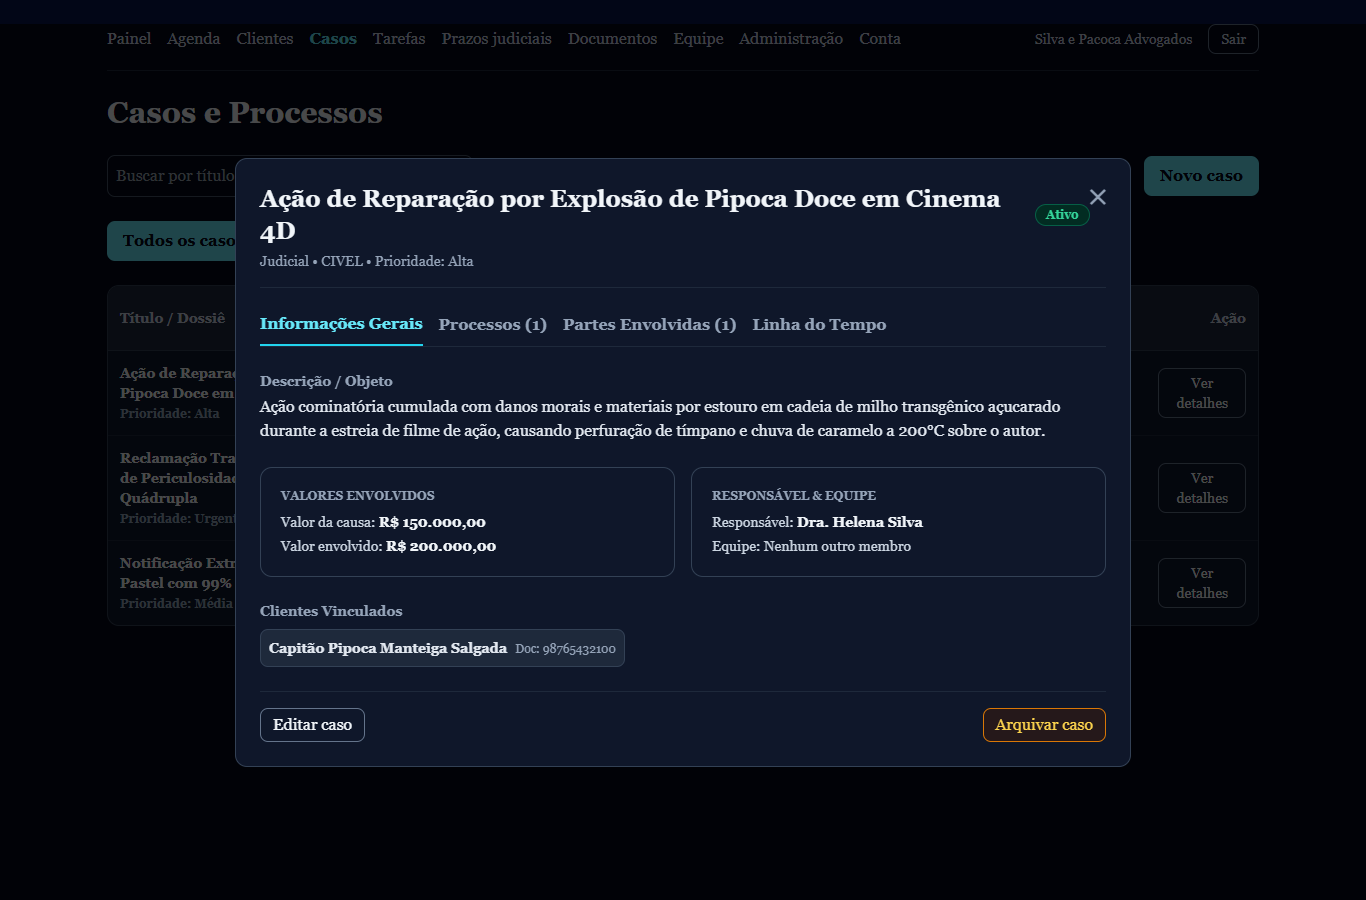 Painel Agenda Clientes Casos Tarefas Prazos judiciais Documentos Equipe Administração Conta Silva e Pacoca Advogados Sair
Casos e Processos
Buscar por título
Novo caso
Todos os caso
Título / Dossiê
Ação
Ação de Reparaç
Pipoca Doce em
Prioridade: Alta
Ver
detalhes
Reclamação Tra
de Periculosidad
Quádrupla
Prioridade: Urgent
Ver
detalhes
Notificação Extr
Pastel com 99%
Prioridade: Média
Ver
detalhes
Ação de Reparação por Explosão de Pipoca Doce em Cinema
4D
Ativo
Judicial • CIVEL • Prioridade: Alta
Informações Gerais Processos (1) Partes Envolvidas (1) Linha do Tempo
Descrição / Objeto
Ação cominatória cumulada com danos morais e materiais por estouro em cadeia de milho transgênico açucarado
durante a estreia de filme de ação, causando perfuração de tímpano e chuva de caramelo a 200°C sobre o autor.
VALORES ENVOLVIDOS
Valor da causa: R$ 150.000,00
Valor envolvido: R$ 200.000,00
RESPONSÁVEL & EQUIPE
Responsável: Dra. Helena Silva
Equipe: Nenhum outro membro
Clientes Vinculados
Capitão Pipoca Manteiga Salgada Doc: 98765432100
Editar caso
Arquivar caso